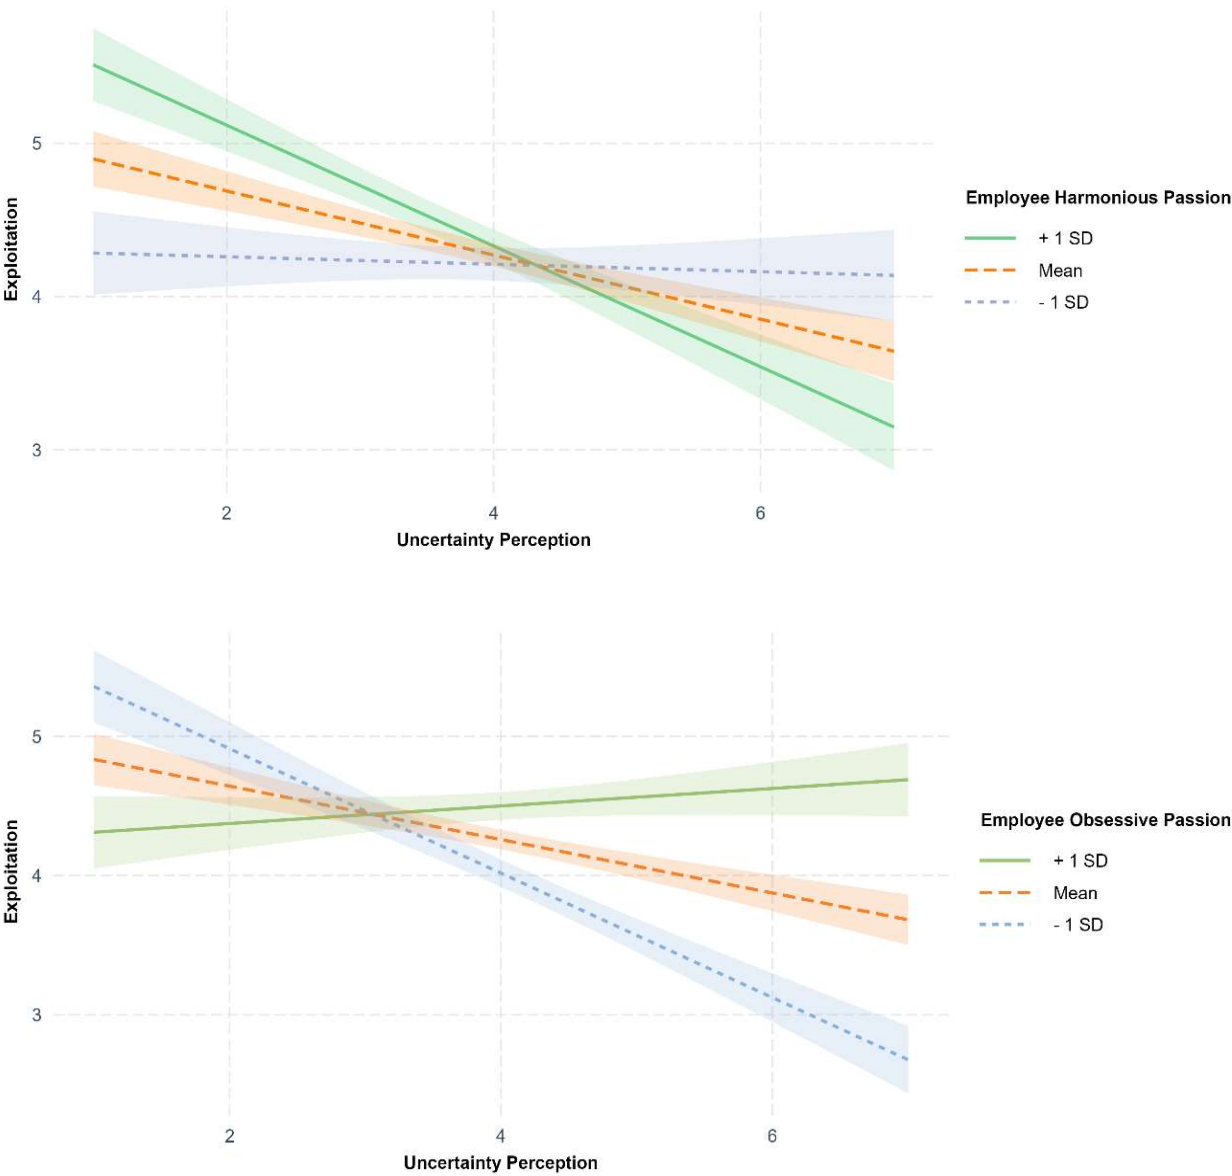 5
4
3
Exploitation
2 4 6
Uncertainty Perception
Employee Harmonious Passion
+ 1 SD
Mean
- 1 SD
5
4
3
Exploitation
2 4 6
Uncertainty Perception
Employee Obsessive Passion
+ 1 SD
Mean
- 1 SD